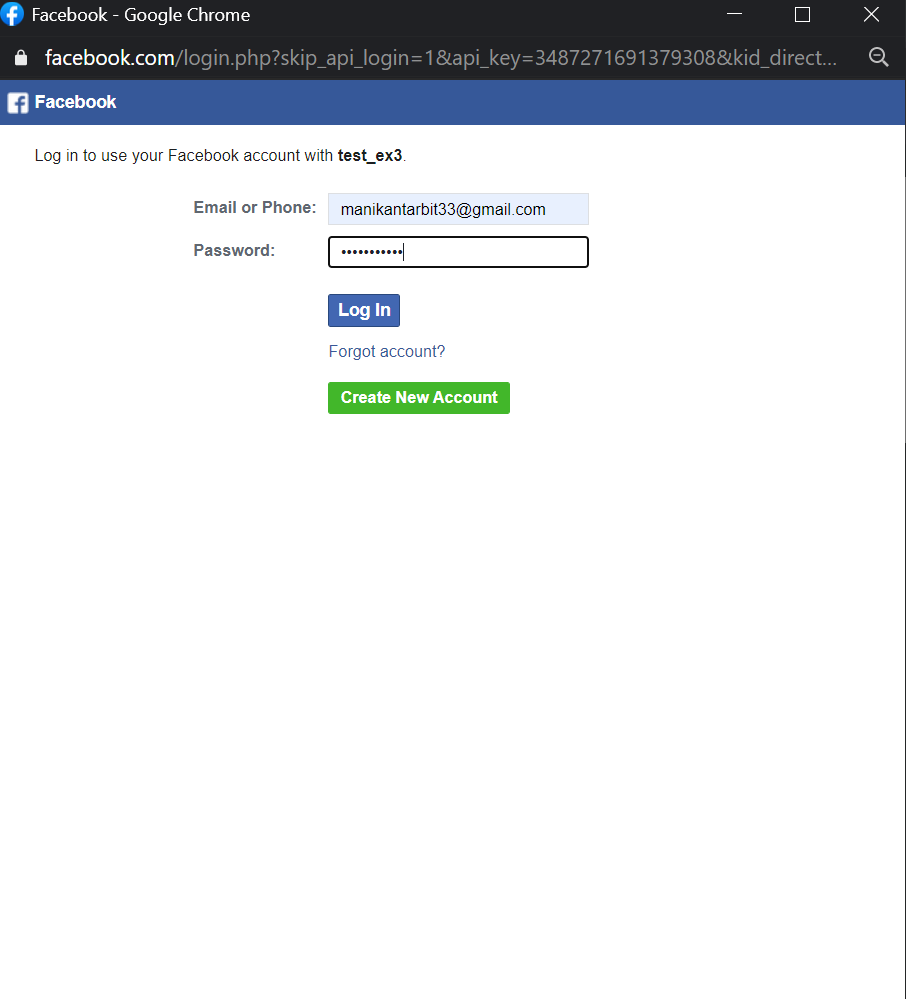 Facebook - Google Chrome
facebook.com/login.php?skip_api_login=1&api_key=3487271691379308&kid_direct...
Facebook
Log in to use your Facebook account with test_ex3.
Email or Phone: manikantarbit33@gmail.com
Password: •••••••••••
Log In
Forgot account?
Create New Account